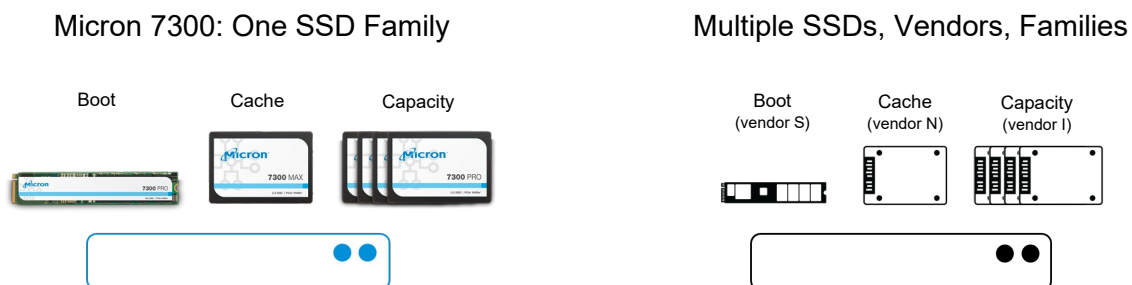 Micron 7300: One SSD Family
Boot
Cache
Capacity
Micron
7300 PRO
Micron
7300 MAX
Micron
7300 PRO
Multiple SSDs, Vendors, Families
Boot
(vendor S)
Cache
(vendor N)
Capacity
(vendor I)